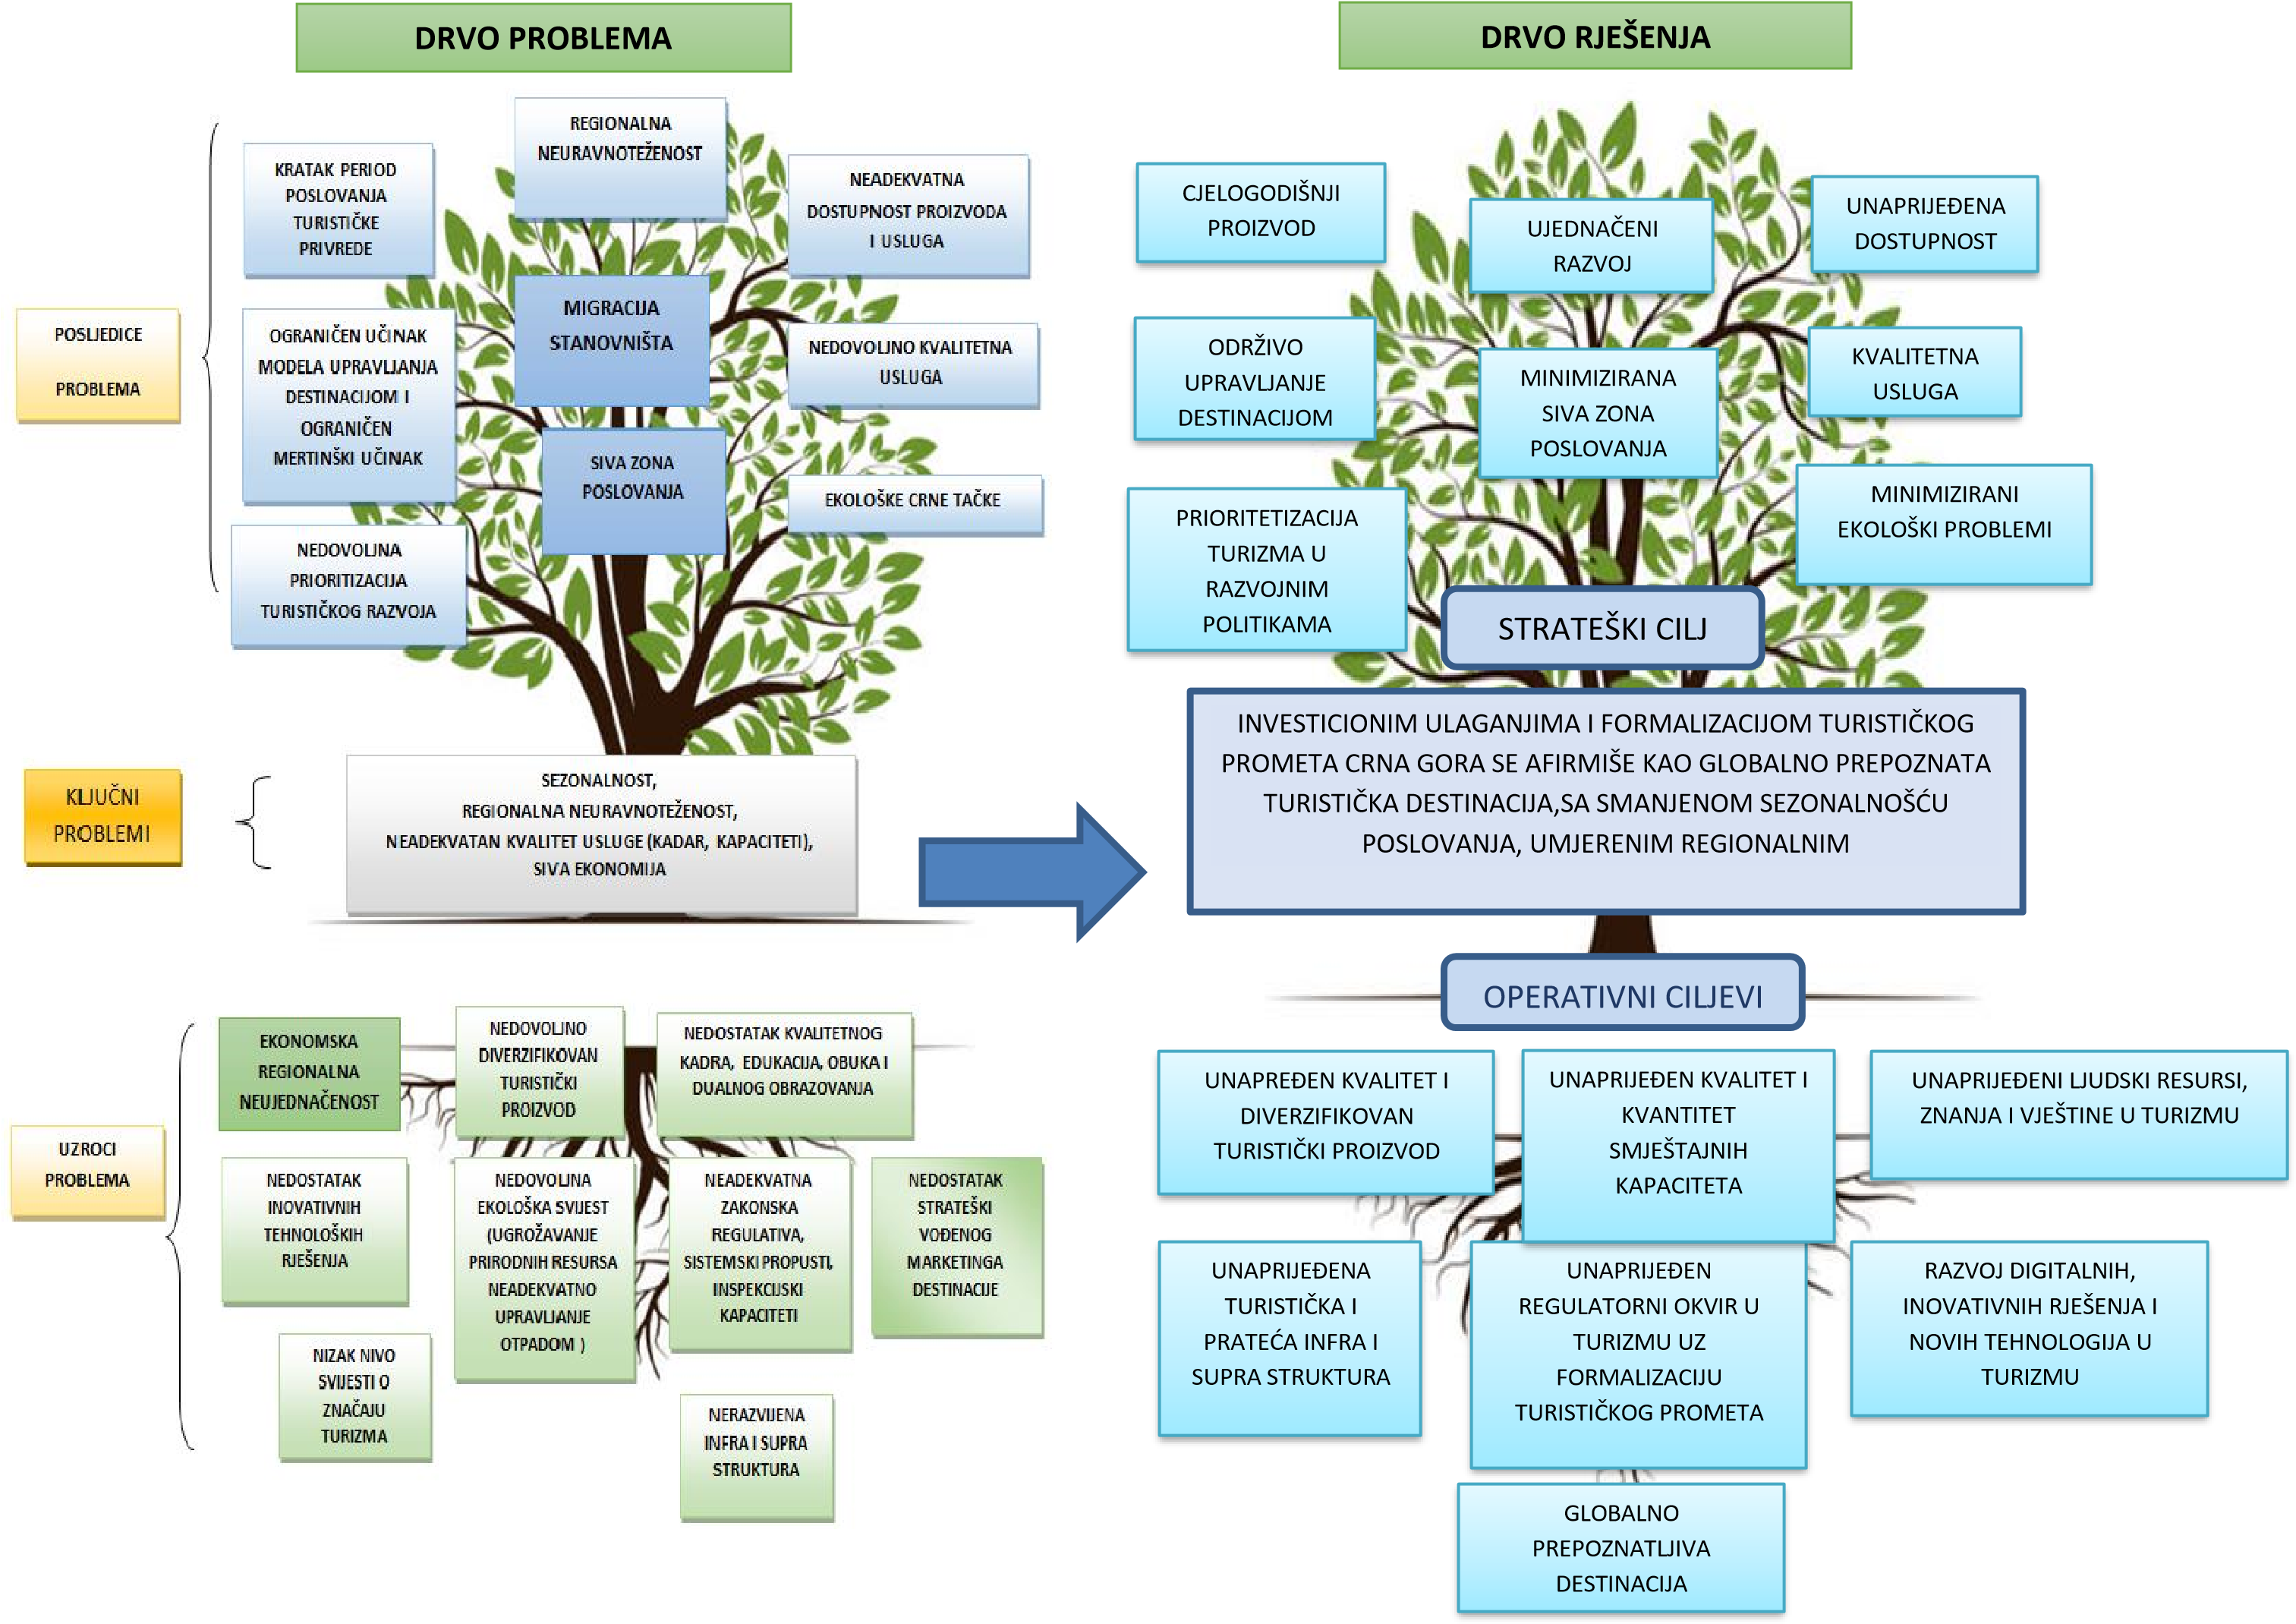 DRVO PROBLEMA
REGIONALNA
NEURAVNOTEŽENOST
KRATAK PERIOD
POSLOVANJA
TURISTIČKE
PRIVREDE
NEADEKVATNA
DOSTUPNOST PROIZVODA
I USLUGA
POSLJEDICE
PROBLEMA
OGRANIČEN UČINAK
MODELA UPRAVLJANJA
DESTINACIJOM I
OGRANIČEN
MERTINŠKI UČINAK
MIGRACIJA
STANOVNIŠTA
NEDOVOLJNO KVALITETNA
USLUGA
SIVA ZONA
POSLOVANJA
EKOLOŠKE CRNE TAČKE
NEDOVOLJNA
PRIORITIZACIJA
TURISTIČKOG RAZVOJA
KLJUČNI
PROBLEMI
SEZONALNOST,
REGIONALNA NEURAVNOTEŽENOST,
NEADEKVATAN KVALITET USLUGE (KADAR, KAPACITETI),
SIVA EKONOMIJA
UZROCI
PROBLEMA
EKONOMSKA
REGIONALNA
NEUJEDNAČENOST
NEDOVOLJNO
DIVERZIFIKOVAN
TURISTIČKI
PROIZVOD
NEDOSTATAK KVALITETNOG
KADRA, EDUKACIJA, OBUKA I
DUALNOG OBRAZOVANJA
NEDOSTATAK
INOVATIVNIH
TEHNOLOŠKIH
RJEŠENJA
NEDOVOLJNA
EKOLOŠKA SVIJEST
(UGROŽAVANJE
PRIRODNIH RESURSA
NEADEKVATNO
UPRAVLJANJE
OTPADOM )
NEADEKVATNA
ZAKONSKA
REGULATIVA,
SISTEMSKI PROPUSTI,
INSPEKCIJSKI
KAPACITETI
NEDOSTATAK
STRATEŠKI
VOĐENOG
MARKETINGA
DESTINACIJE
NIZAK NIVO
SVIJESTI O
ZNAČAJU
TURIZMA
NERAZVIJENA
INFRA I SUPRA
STRUKTURA
DRVO RJEŠENJA
CJELOGODIŠNJI
PROIZVOD
UJEDNAČENI
RAZVOJ
UNAPRIJEĐENA
DOSTUPNOST
ODRŽIVO
UPRAVLJANJE
DESTINACIJOM
MINIMIZIRANA
SIVA ZONA
POSLOVANJA
KVALITETNA
USLUGA
PRIORITETIZACIJA
TURIZMA U
RAZVOJNIM
POLITIKAMA
MINIMIZIRANI
EKOLOŠKI PROBLEMI
STRATEŠKI CILJ
INVESTICIONIM ULAGANJIMA I FORMALIZACIJOM TURISTIČKOG
PROMETA CRNA GORA SE AFIRMIŠE KAO GLOBALNO PREPOZNATA
TURISTIČKA DESTINACIJA,SA SMANJENOM SEZONALNOŠĆU
POSLOVANJA, UMJERENIM REGIONALNIM
OPERATIVNI CILJEVI
UNAPREĐEN KVALITET I
DIVERZIFIKOVAN
TURISTIČKI PROIZVOD
UNAPRIJEĐEN KVALITET I
KVANTITET
SMJEŠTAJNIH
KAPACITETA
UNAPRIJEĐENI LJUDSKI RESURSI,
ZNANJA I VJEŠTINE U TURIZMU
UNAPRIJEĐENA
TURISTIČKA I
PRATEĆA INFRA I
SUPRA STRUKTURA
UNAPRIJEĐEN
REGULATORNI OKVIR U
TURIZMU UZ
FORMALIZACIJU
TURISTIČKOG PROMETA
RAZVOJ DIGITALNIH,
INOVATIVNIH RJEŠENJA I
NOVIH TEHNOLOGIJA U
TURIZMU
GLOBALNO
PREPOZNATLJIVA
DESTINACIJA